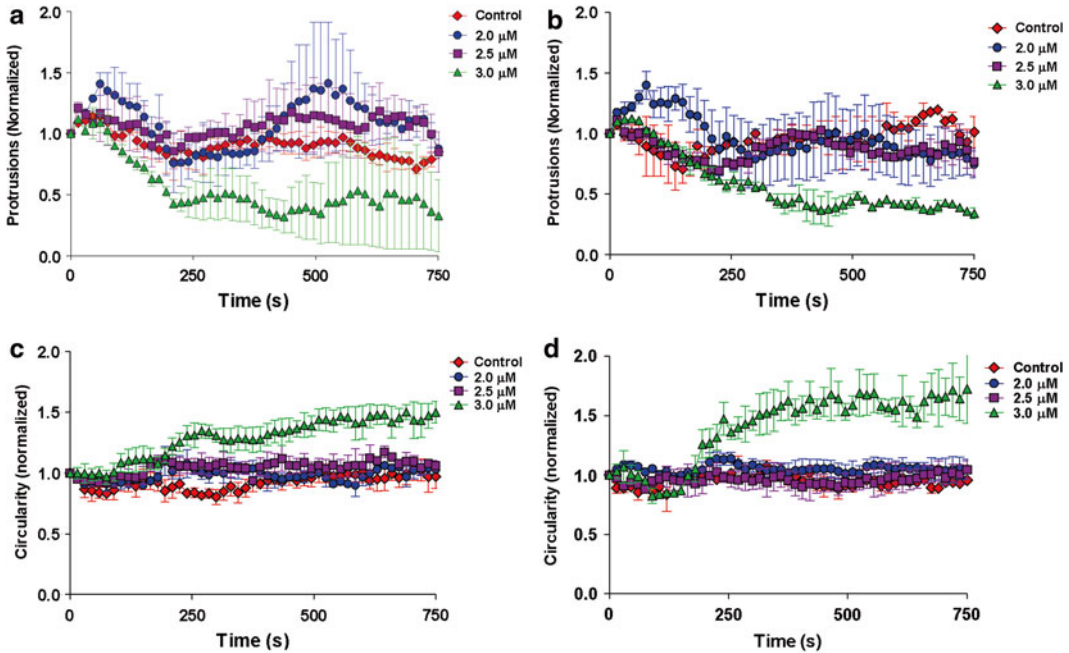 a
Protrusions (Normalized)
2.0
1.5
1.0
0.5
0.0
0
250
500
750
Time (s)
Control
2.0 μM
2.5 μM
3.0 μM
b
Protrusions (Normalized)
2.0
1.5
1.0
0.5
0.0
0
250
500
750
Time (s)
Control
2.0 μM
2.5 μM
3.0 μM
c
Circularity (normalized)
2.0
1.5
1.0
0.5
0.0
0
250
500
750
Time (s)
Control
2.0 μM
2.5 μM
3.0 μM
d
Circularity (normalized)
2.0
1.5
1.0
0.5
0.0
0
250
500
750
Time (s)
Control
2.0 μM
2.5 μM
3.0 μM